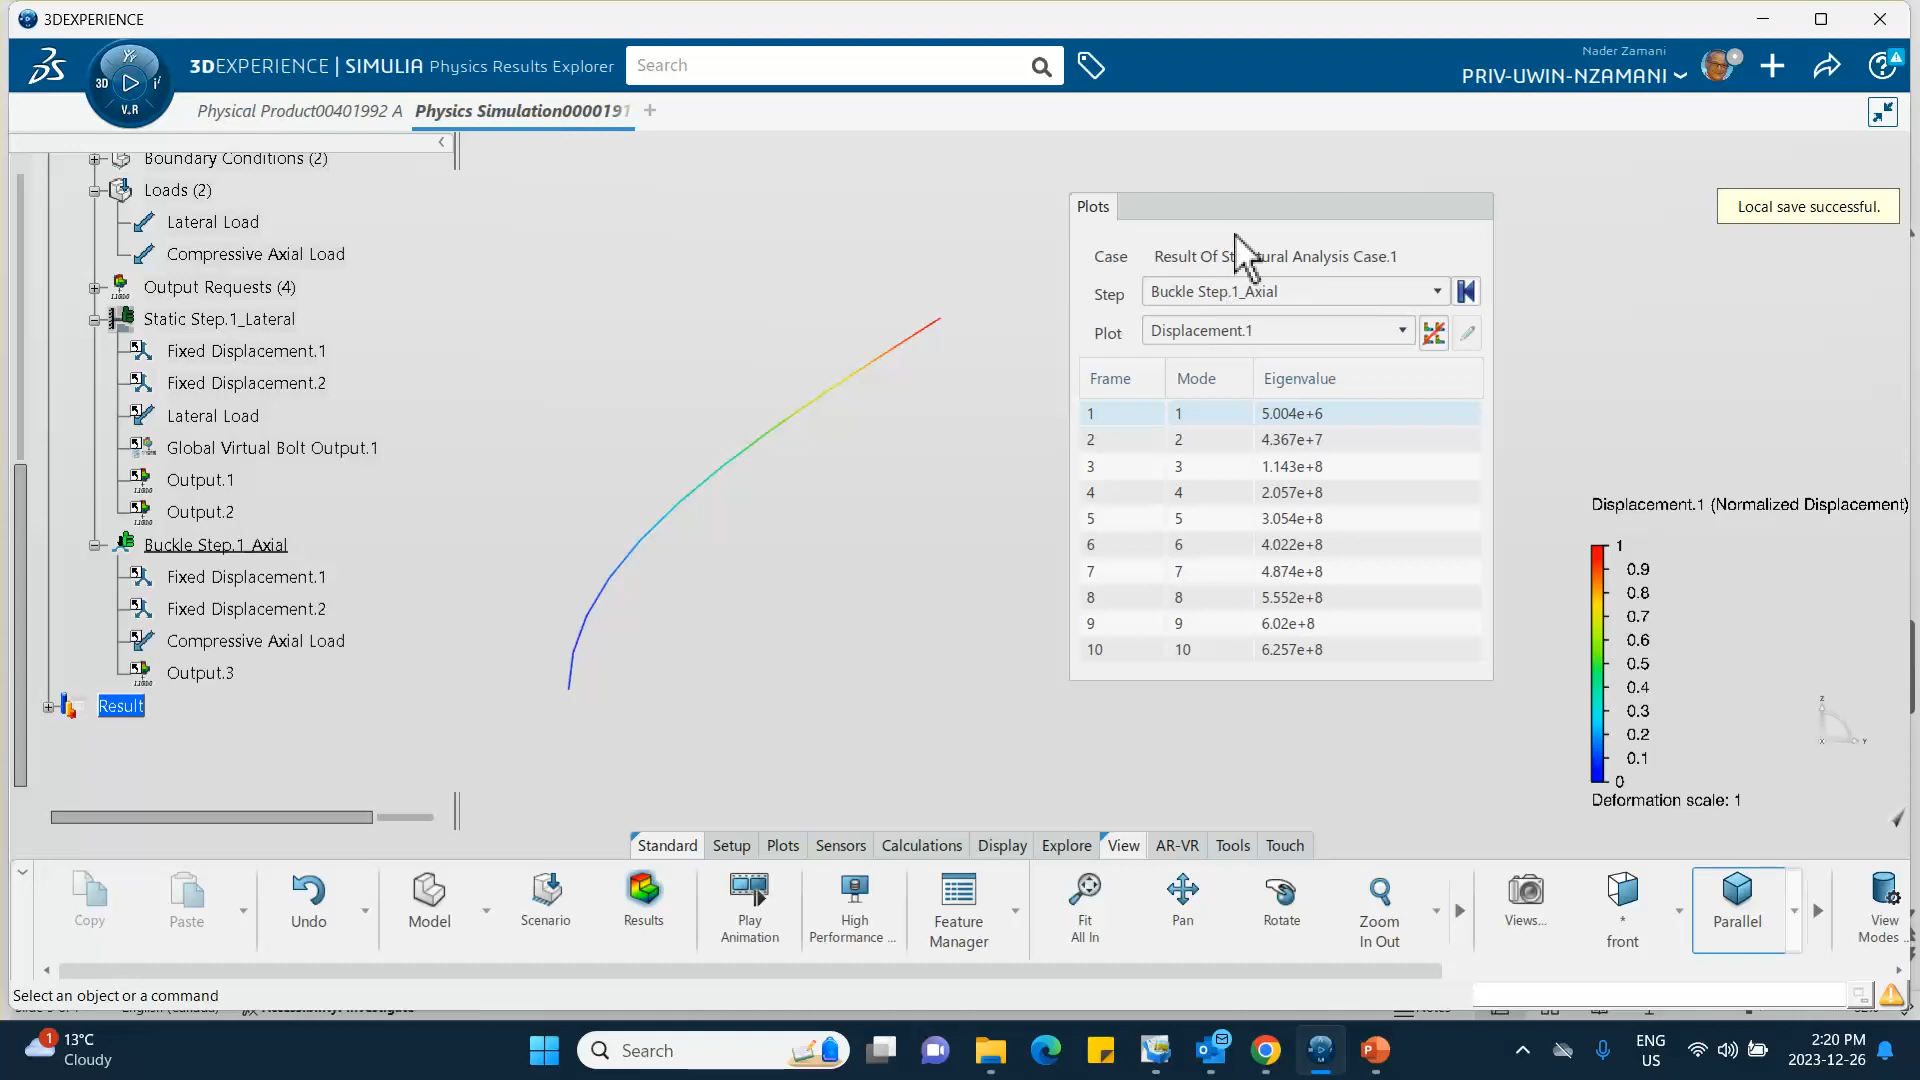 3DEXPERIENCE
3DEXPERIENCE | SIMULIA Physics Results Explorer
Search
Nader Zamani
PRIV-UWIN-NZAMANI
3D
V.R
Physical Product00401992 A
Physics Simulation0000191
Boundary Conditions (2)
Loads (2)
Lateral Load
Compressive Axial Load
Output Requests (4)
Static Step.1_Lateral
Fixed Displacement.1
Fixed Displacement.2
Lateral Load
Global Virtual Bolt Output.1
Output.1
Output.2
Buckle Step.1_Axial
Fixed Displacement.1
Fixed Displacement.2
Compressive Axial Load
Output.3
Result
Plots
Case Result Of Structural Analysis Case.1
Step Buckle Step.1_Axial
Plot Displacement.1
Frame Mode Eigenvalue
1 1 5.004e+6
2 2 4.367e+7
3 3 1.143e+8
4 4 2.057e+8
5 5 3.054e+8
6 6 4.022e+8
7 7 4.874e+8
8 8 5.552e+8
9 9 6.02e+8
10 10 6.257e+8
Local save successful.
Displacement.1 (Normalized Displacement)
1
0.9
0.8
0.7
0.6
0.5
0.4
0.3
0.2
0.1
0
Deformation scale: 1
Z
X
Y
Standard Setup Plots Sensors Calculations Display Explore View AR-VR Tools Touch
Copy
Paste
Undo
Model
Scenario
Results
Play
Animation
High
Performance ...
Feature
Manager
Fit
All In
Pan
Rotate
Zoom
In Out
Views...
*
front
Parallel
View
Modes ..
Select an object or a command
1
13°C
Cloudy
Search
ENG
US
2:20 PM
2023-12-26